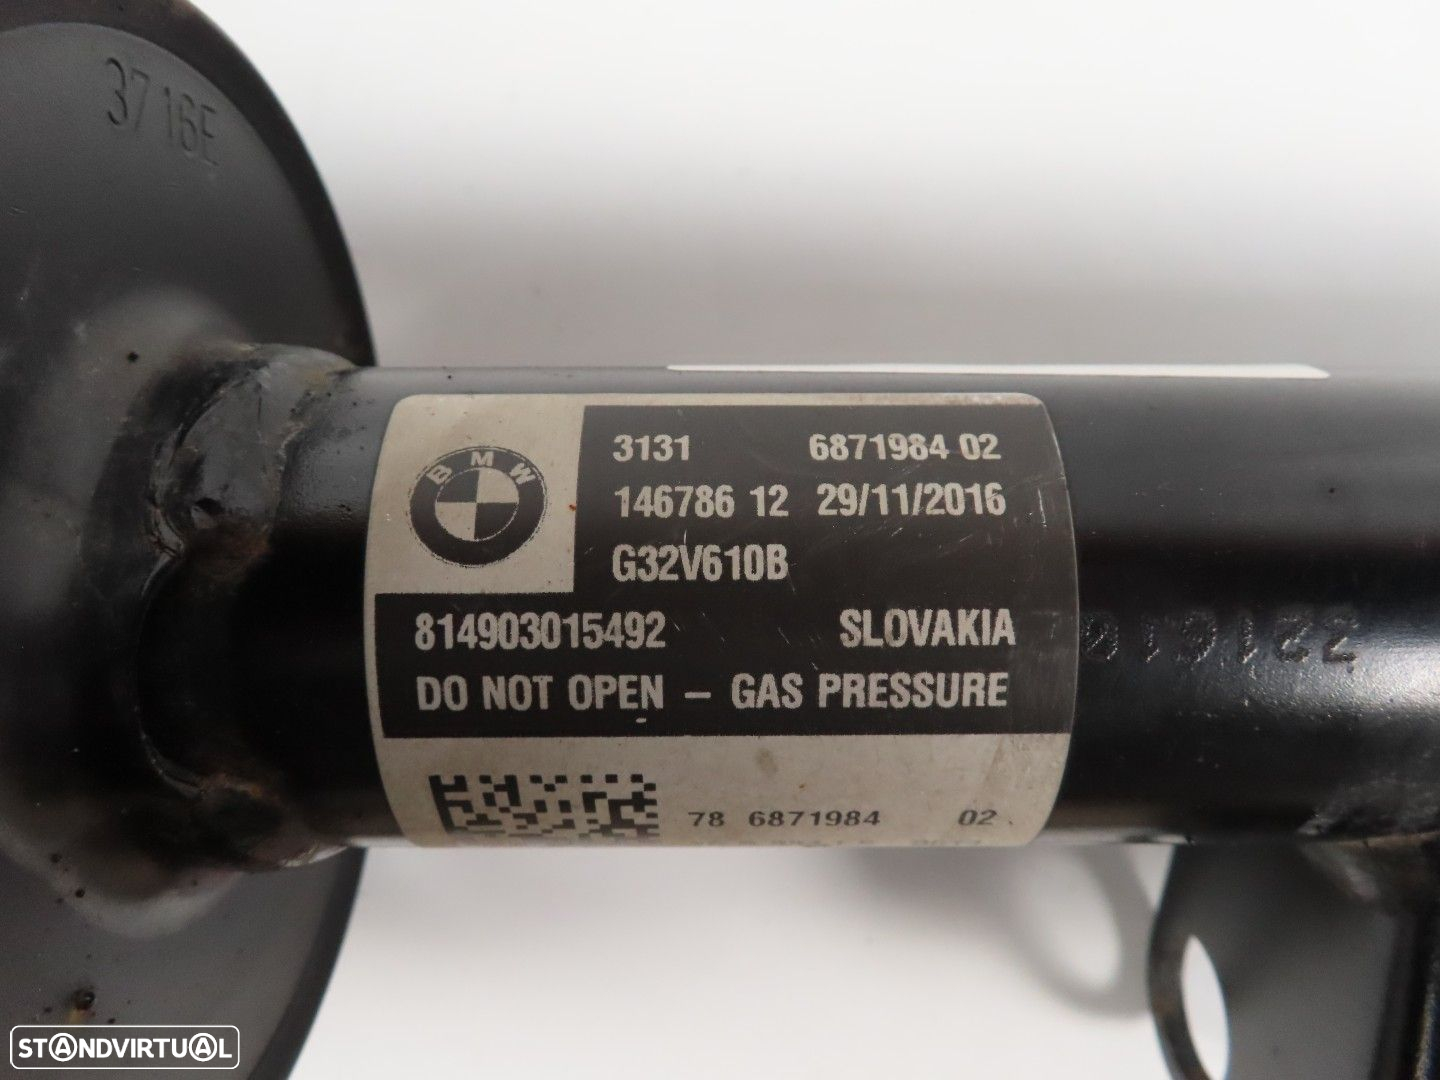 3716E
BMW
3131 6871984 02
146786 12 29/11/2016
G32V610B
814903015492 SLOVAKIA
DO NOT OPEN - GAS PRESSURE
78 6871984 02
STANDVIRTUAL